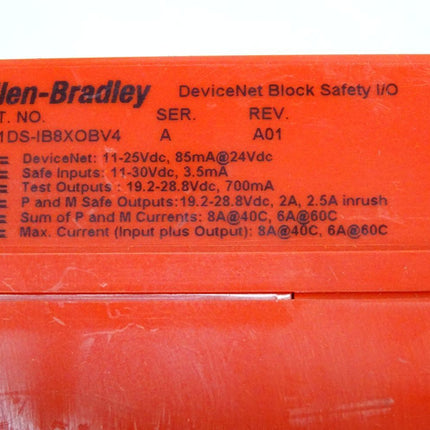 llen-Bradley DeviceNet Block Safety I/O
T. NO. SER. REV.
1DS-IB8XOBV4 A A01
DeviceNet: 11-25Vdc, 85mA@24Vdc
Safe Inputs: 11-30Vdc, 3.5mA
Test Outputs : 19.2-28.8Vdc, 700mA
P and M Safe Outputs:19.2-28.8Vdc, 2A, 2.5A inrush
Sum of P and M Currents: 8A@40C, 6A@60C
Max. Current (Input plus Output): 8A@40C, 6A@60C